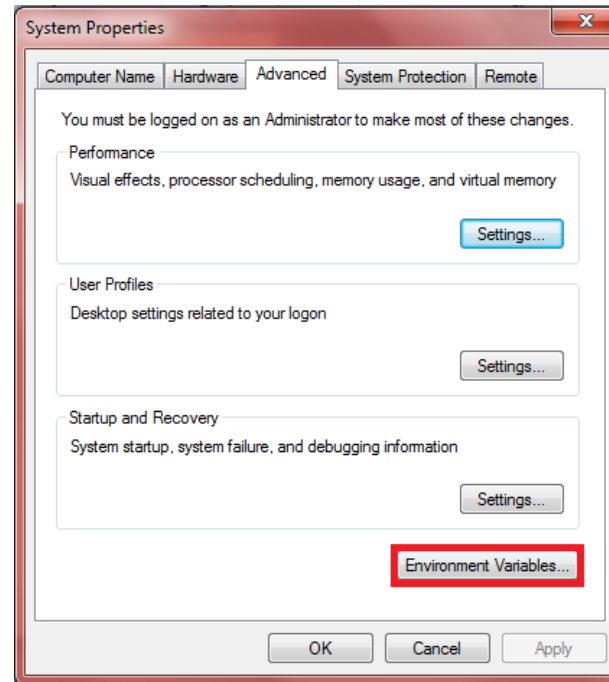 System Properties
Computer Name Hardware Advanced System Protection Remote
You must be logged on as an Administrator to make most of these changes.
Performance
Visual effects, processor scheduling, memory usage, and virtual memory
Settings...
User Profiles
Desktop settings related to your logon
Settings...
Startup and Recovery
System startup, system failure, and debugging information
Settings...
Environment Variables...
OK Cancel Apply